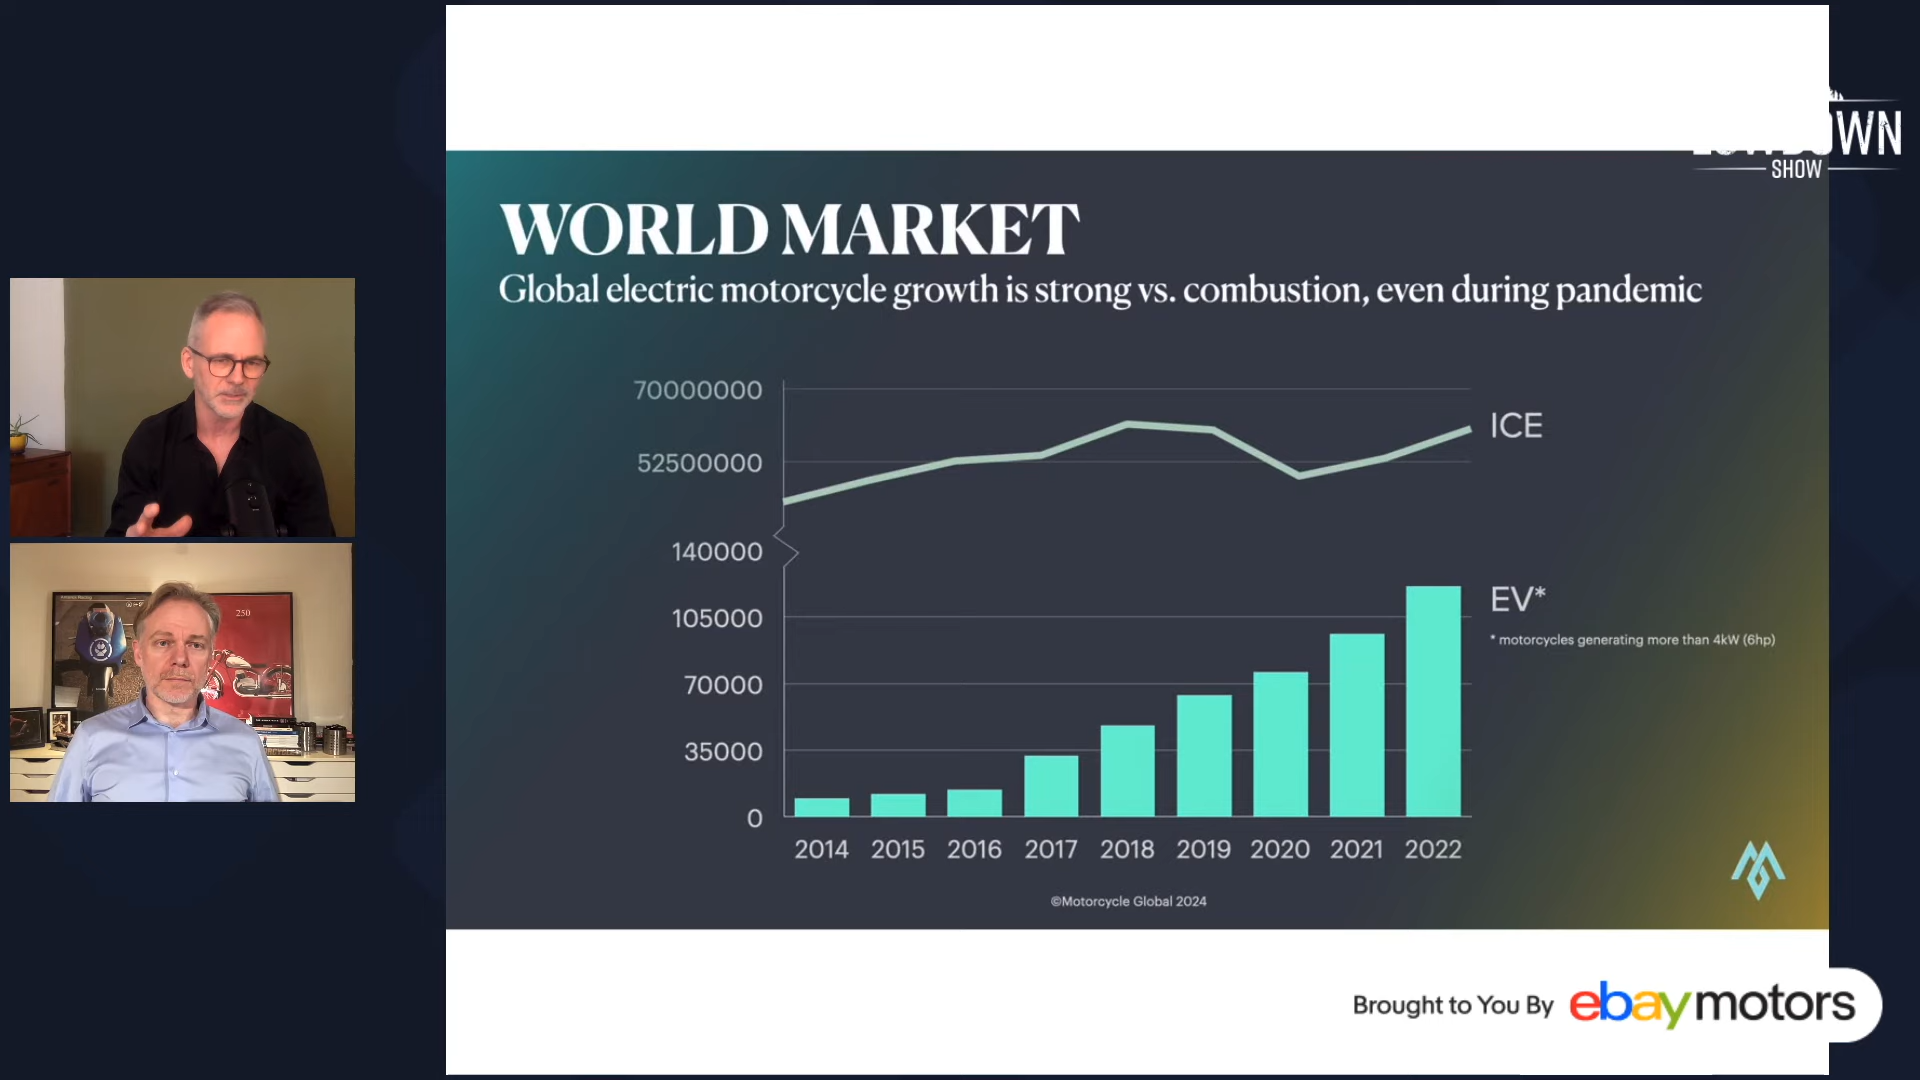 WN
SHOW
WORLD MARKET
Global electric motorcycle growth is strong vs. combustion, even during pandemic
70000000
52500000
ICE
140000
105000
70000
35000
0
EV*
* motorcycles generating more than 4kW (6hp)
2014 2015 2016 2017 2018 2019 2020 2021 2022
©Motorcycle Global 2024
250
Brought to You By ebay motors